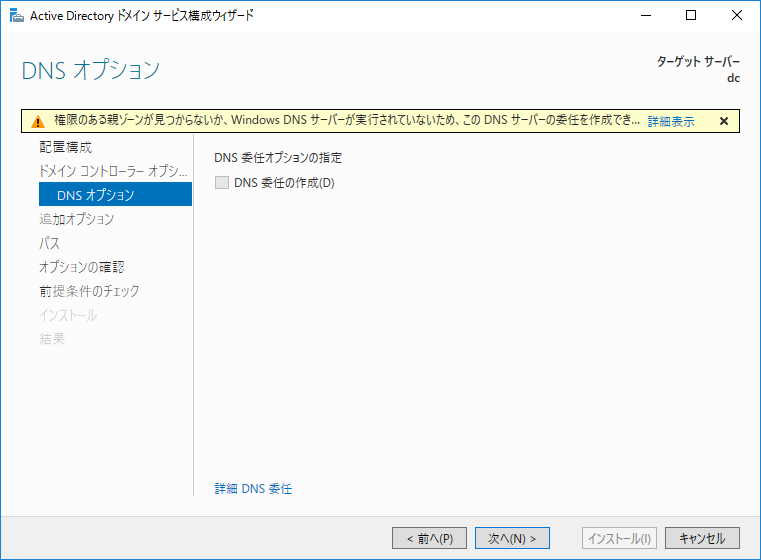 Active Directory ドメイン サービス構成ウィザード
DNS オプション
ターゲット サーバー
dc
権限のある親ゾーンが見つからないか、Windows DNS サーバーが実行されていないため、この DNS サーバーの委任を作成でき... 詳細表示
配置構成
ドメイン コントローラー オプシ...
DNS オプション
追加オプション
パス
オプションの確認
前提条件のチェック
インストール
結果
DNS 委任オプションの指定
DNS 委任の作成(D)
詳細 DNS 委任
< 前へ(P) 次へ(N) > インストール(I) キャンセル